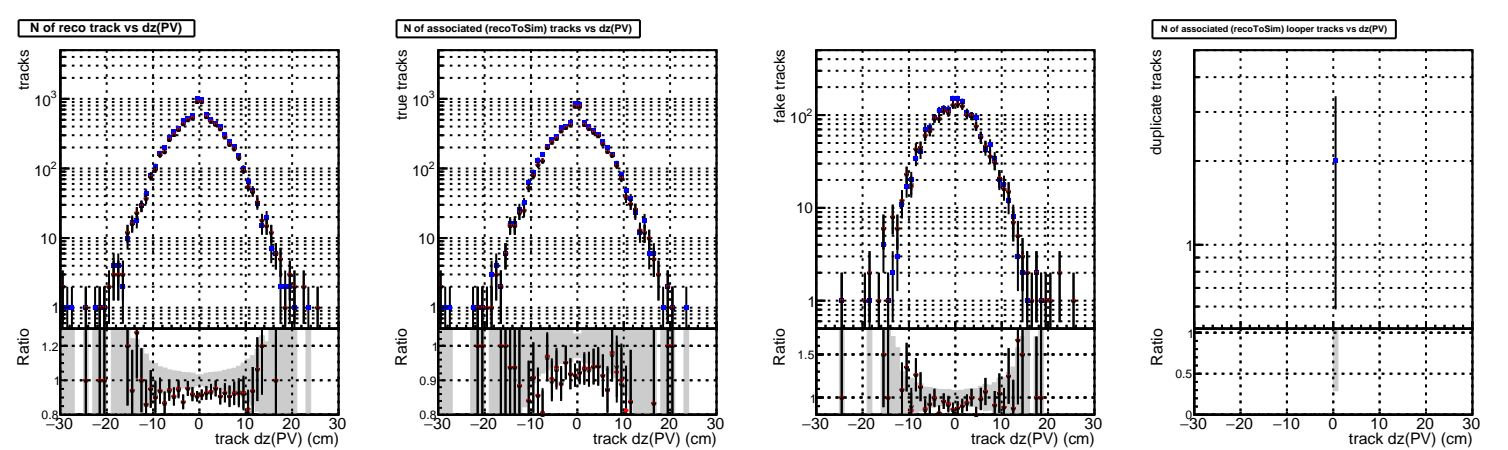 N of reco track vs dz(PV)
tracks
10³
10²
10
1
Ratio
1.2
1
0.8
−30 −20 −10 0 10 20 30
track dz(PV) (cm)
N of associated (recoToSim) tracks vs dz(PV)
true tracks
10³
10²
10
1
Ratio
1
0.9
0.8
−30 −20 −10 0 10 20 30
track dz(PV) (cm)
fake tracks
10²
10
1
Ratio
1.5
1
−30 −20 −10 0 10 20 30
track dz(PV) (cm)
N of associated (recoToSim) looper tracks vs dz(PV)
duplicate tracks
1
Ratio
1
0.5
0
−30 −20 −10 0 10 20 30
track dz(PV) (cm)